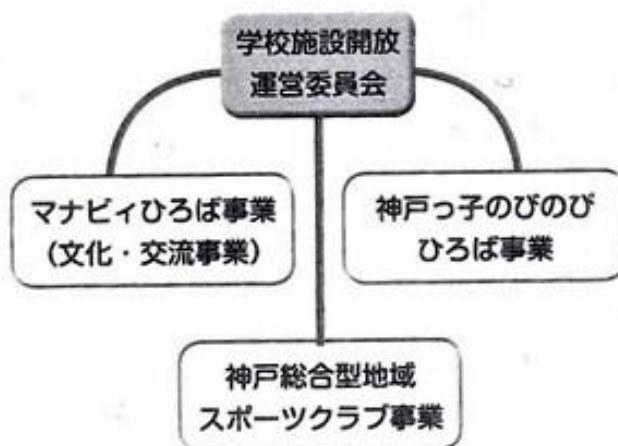 学校施設開放
運営委員会
マナビィひろば事業
(文化・交流事業)
神戸っ子のびのび
ひろば事業
神戸総合型地域
スポーツクラブ事業